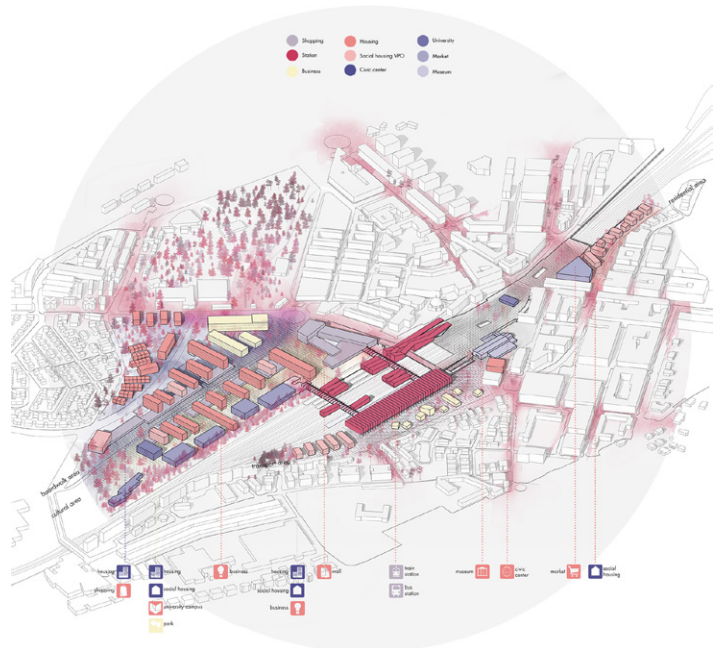 Shopping
Housing
University
Station
Social housing VPO
Market
Business
Civic center
Museum
residential area
boardwalk area
cultural area
housing
shopping
housing
social housing
university campus
park
business
housing
social housing
business
mall
train
station
bus
station
museum
civic
center
market
social
housing